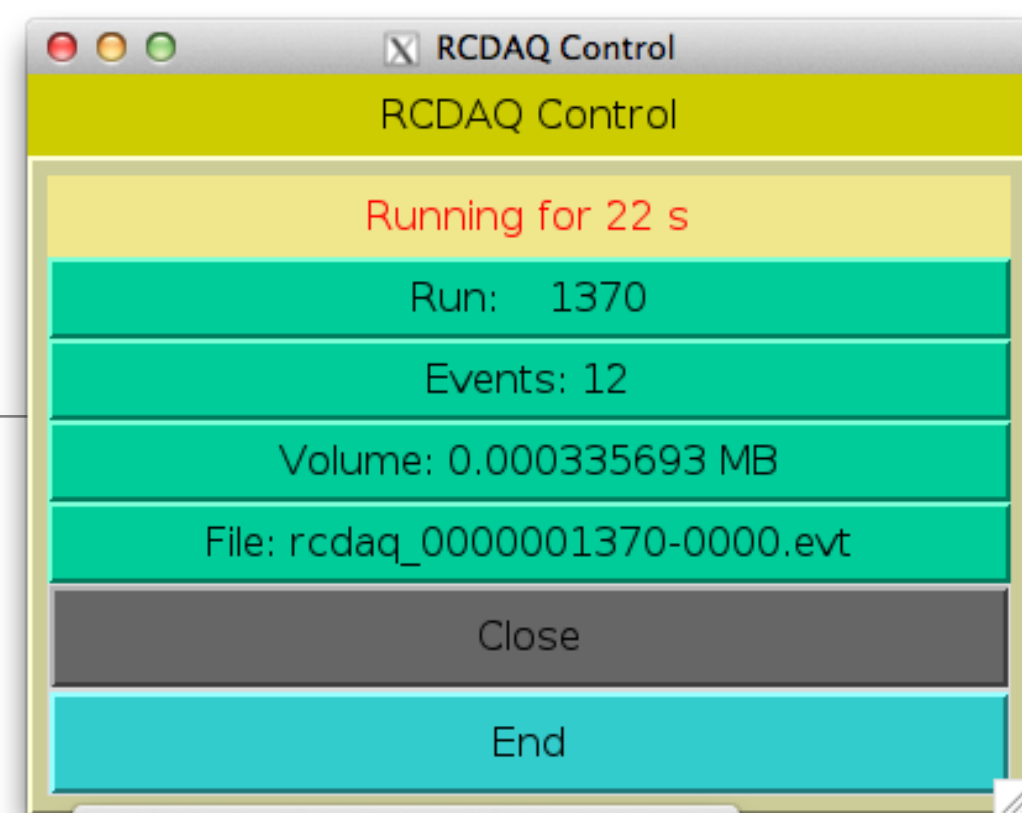 RCDAQ Control
RCDAQ Control
Running for 22 s
Run: 1370
Events: 12
Volume: 0.000335693 MB
File: rcdaq_0000001370-0000.evt
Close
End